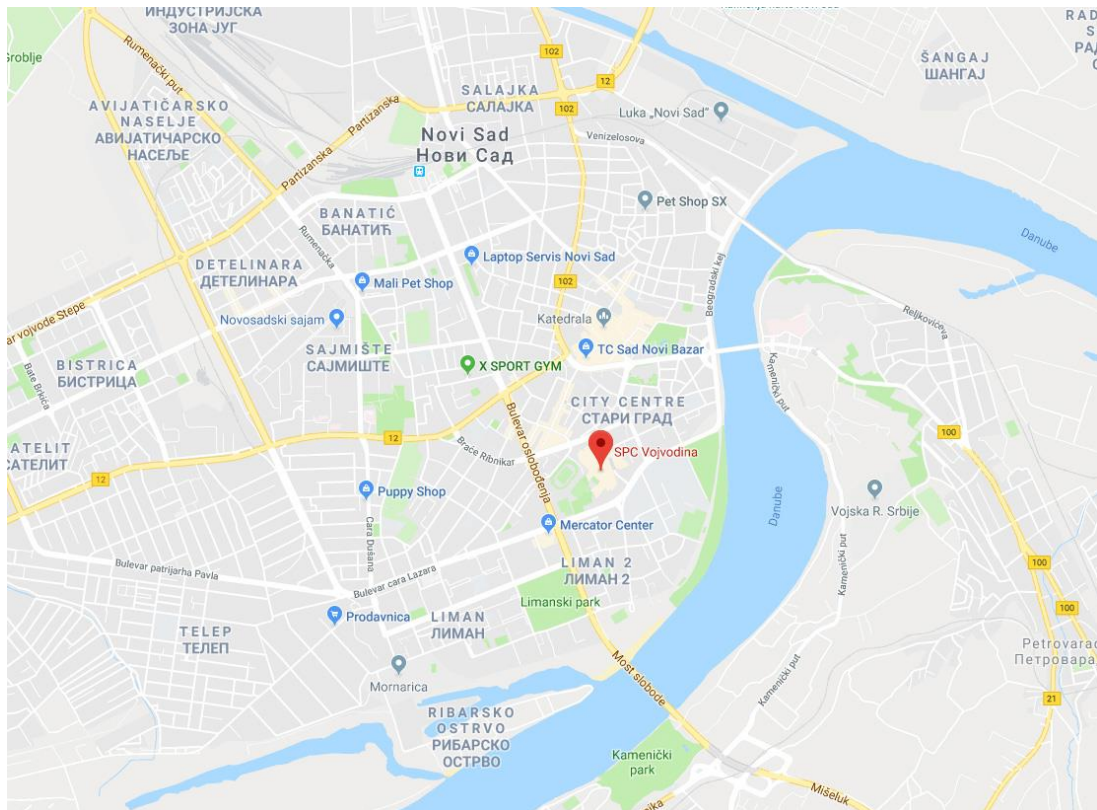 ИНДУСТРИЈСКА
ЗОНА ЈУГ
Groblje
Rumenački put
102
12
102
SALAJKA
САЛАЈКА
Luka „Novi Sad”
ŠANGAJ
ШАНГАЈ
AVIJATIČARSKO
NASELJE
АВИЈАТИЧАРСКО
НАСЕЉЕ
Partizanska
Partizanska
Novi Sad
Нови Сад
Venizelosova
Pet Shop SX
BANATIĆ
БАНАТИЋ
Rumenačka
Danube
DETELINARA
ДЕТЕЛИНАРА
Laptop Servis Novi Sad
Mali Pet Shop
102
Beogradski kej
Reljkovićeva
Novosadski sajam
Katedrala
ar vojvode Stepe
SAJMIŠTE
САЈМИШТЕ
TC Sad Novi Bazar
X SPORT GYM
BISTRICA
БИСТРИЦА
Bate Brkića
Kamenički put
CITY CENTRE
СТАРИ ГРАД
Bulevar oslobođenja
100
12
Braće Ribnikar
SPC Vojvodina
ATELIT
САТЕЛИТ
12
Puppy Shop
Vojska R. Srbije
Danube
Mercator Center
Cara Dušana
Kamenički put
LIMAN 2
ЛИМАН 2
100
Bulevar patrijarha Pavla
Bulevar cara Lazara
Limanski park
100
Prodavnica
LIMAN
ЛИМАН
TELEP
ТЕЛЕП
Petrovarac
Петровара
Mornarica
Most slobode
Kamenički put
21
RIBARSKO
OSTRVO
РИБАРСКО
ОСТРВО
Kamenički
park
Mišeluk